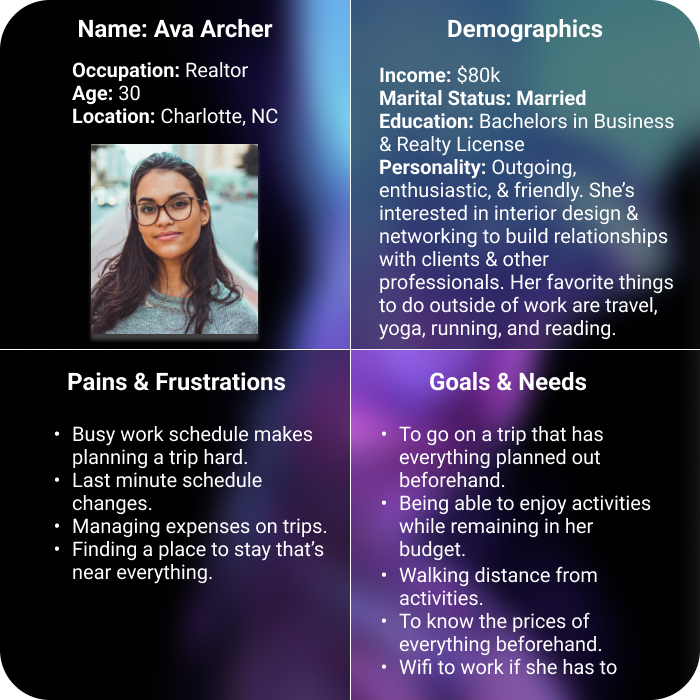 Name: Ava Archer
Occupation: Realtor
Age: 30
Location: Charlotte, NC
Demographics
Income: $80k
Marital Status: Married
Education: Bachelors in Business
& Realty License
Personality: Outgoing,
enthusiastic, & friendly. She’s
interested in interior design &
networking to build relationships
with clients & other
professionals. Her favorite things
to do outside of work are travel,
yoga, running, and reading.
Pains & Frustrations
• Busy work schedule makes
planning a trip hard.
• Last minute schedule
changes.
• Managing expenses on trips.
• Finding a place to stay that’s
near everything.
Goals & Needs
• To go on a trip that has
everything planned out
beforehand.
• Being able to enjoy activities
while remaining in her
budget.
• Walking distance from
activities.
• To know the prices of
everything beforehand.
• Wifi to work if she has to